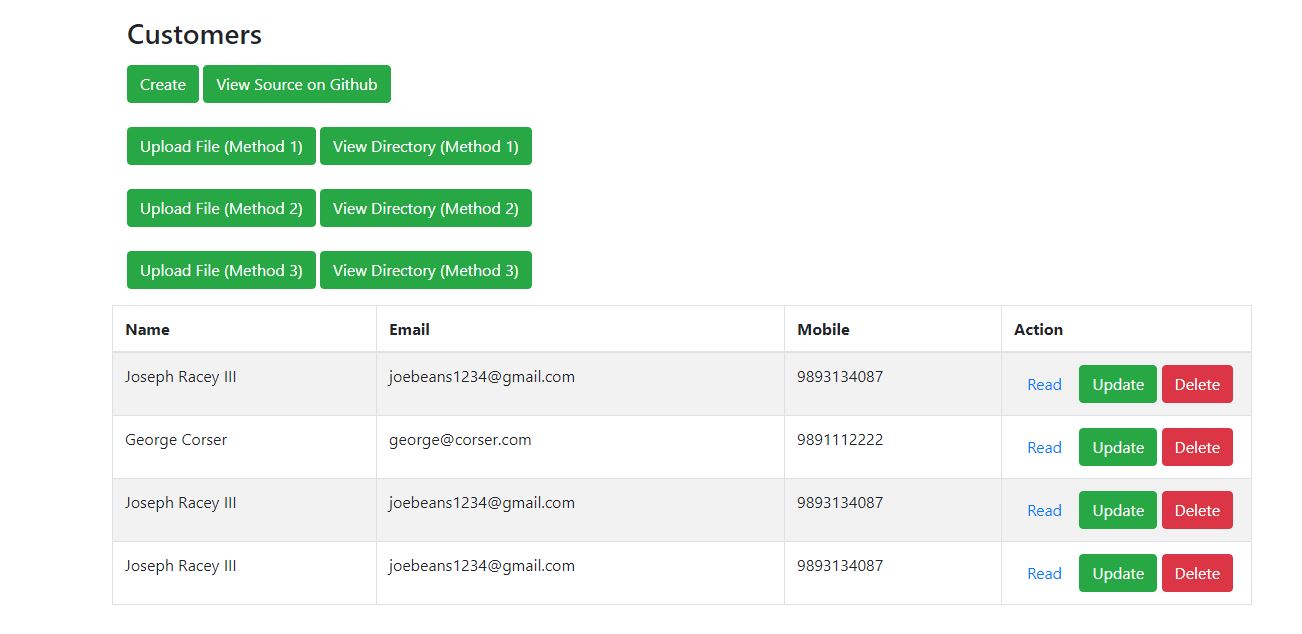 Customers
Create View Source on Github
Upload File (Method 1) View Directory (Method 1)
Upload File (Method 2) View Directory (Method 2)
Upload File (Method 3) View Directory (Method 3)
Name Email Mobile Action
Joseph Racey III joebeans1234@gmail.com 9893134087 Read Update Delete
George Corser george@corser.com 9891112222 Read Update Delete
Joseph Racey III joebeans1234@gmail.com 9893134087 Read Update Delete
Joseph Racey III joebeans1234@gmail.com 9893134087 Read Update Delete